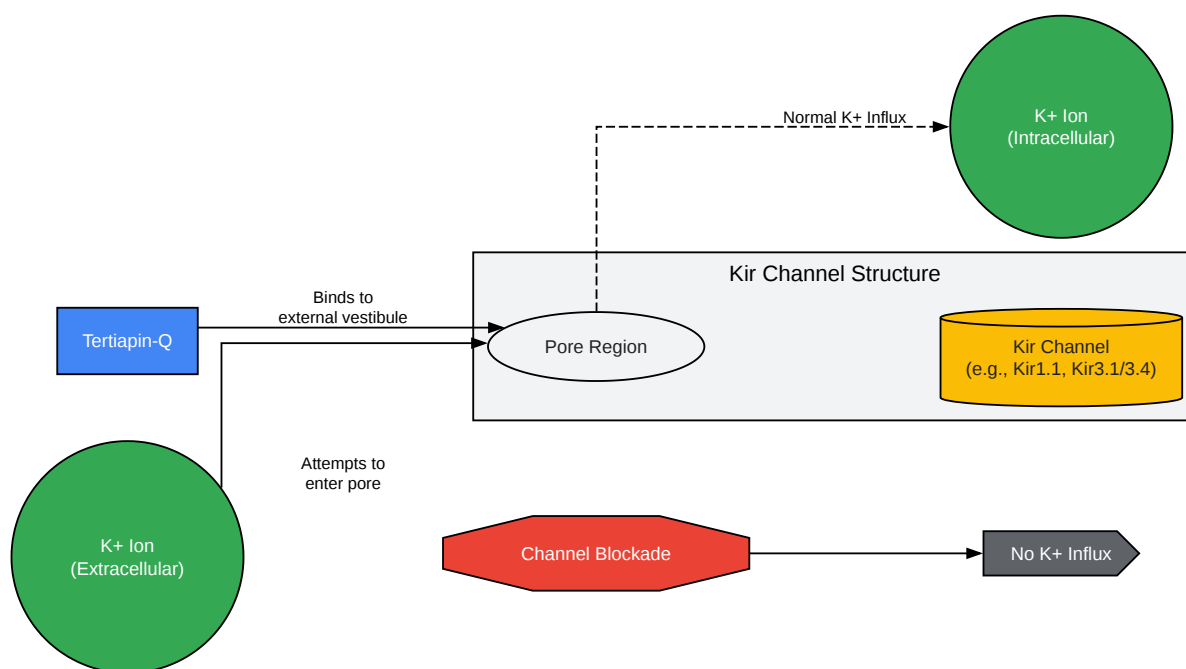 K+ Ion
(Intracellular)
Normal K+ Influx
Kir Channel Structure
Binds to
external vestibule
Tertiapin-Q
Pore Region
Kir Channel
(e.g., Kir1.1, Kir3.1/3.4)
Attempts to
enter pore
K+ Ion
(Extracellular)
Channel Blockade
No K+ Influx